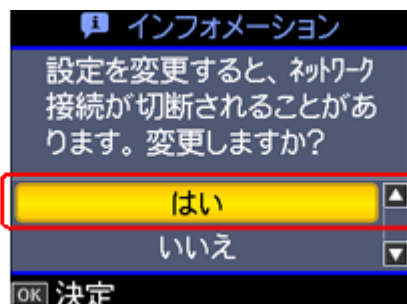 インフォメーション
設定を変更すると、ネットワーク
接続が切断されることがあ
ります。変更しますか?
はい
いいえ
OK 決定